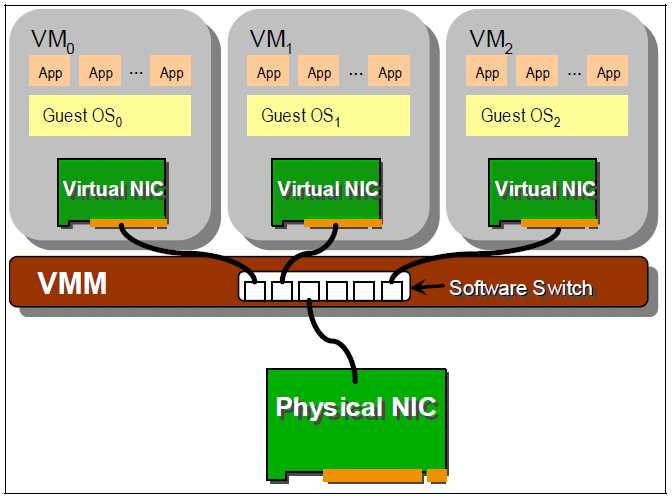 VM0
App App ... App
Guest OS0
Virtual NIC
VM1
App App ... App
Guest OS1
Virtual NIC
VM2
App App ... App
Guest OS2
Virtual NIC
VMM
Software Switch
Physical NIC